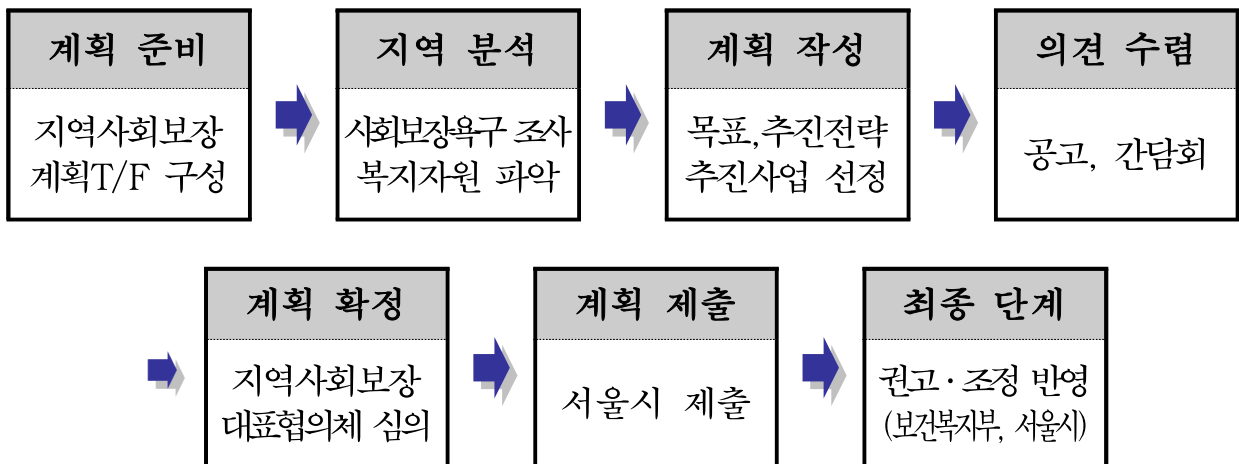 계획 준비
지역사회보장
계획T/F 구성
지역 분석
사회보장욕구 조사
복지자원 파악
계획 작성
목표,추진전략
추진사업 선정
의견 수렴
공고, 간담회
계획 확정
지역사회보장
대표협의체 심의
계획 제출
서울시 제출
최종 단계
권고·조정 반영
(보건복지부, 서울시)